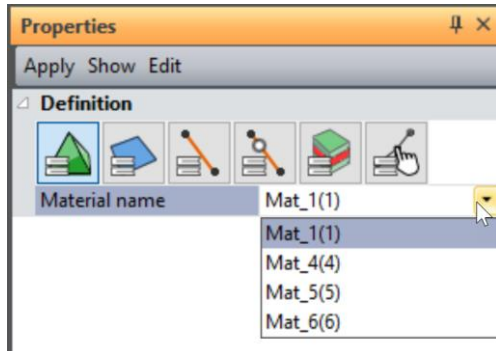 Properties
Apply Show Edit
Definition
Material name Mat_1(1)
Mat_1(1)
Mat_4(4)
Mat_5(5)
Mat_6(6)